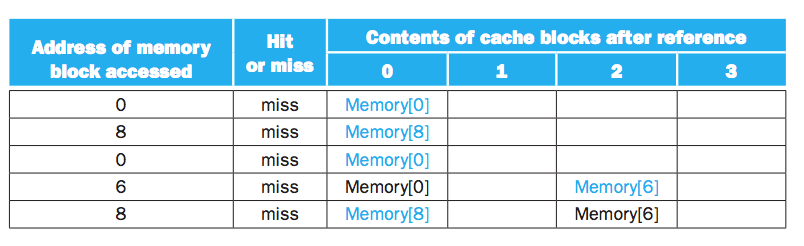 Address of memory block accessed Hit or miss Contents of cache blocks after reference
0 1 2 3
0 miss Memory[0]
8 miss Memory[8]
0 miss Memory[0]
6 miss Memory[0] Memory[6]
8 miss Memory[8] Memory[6]